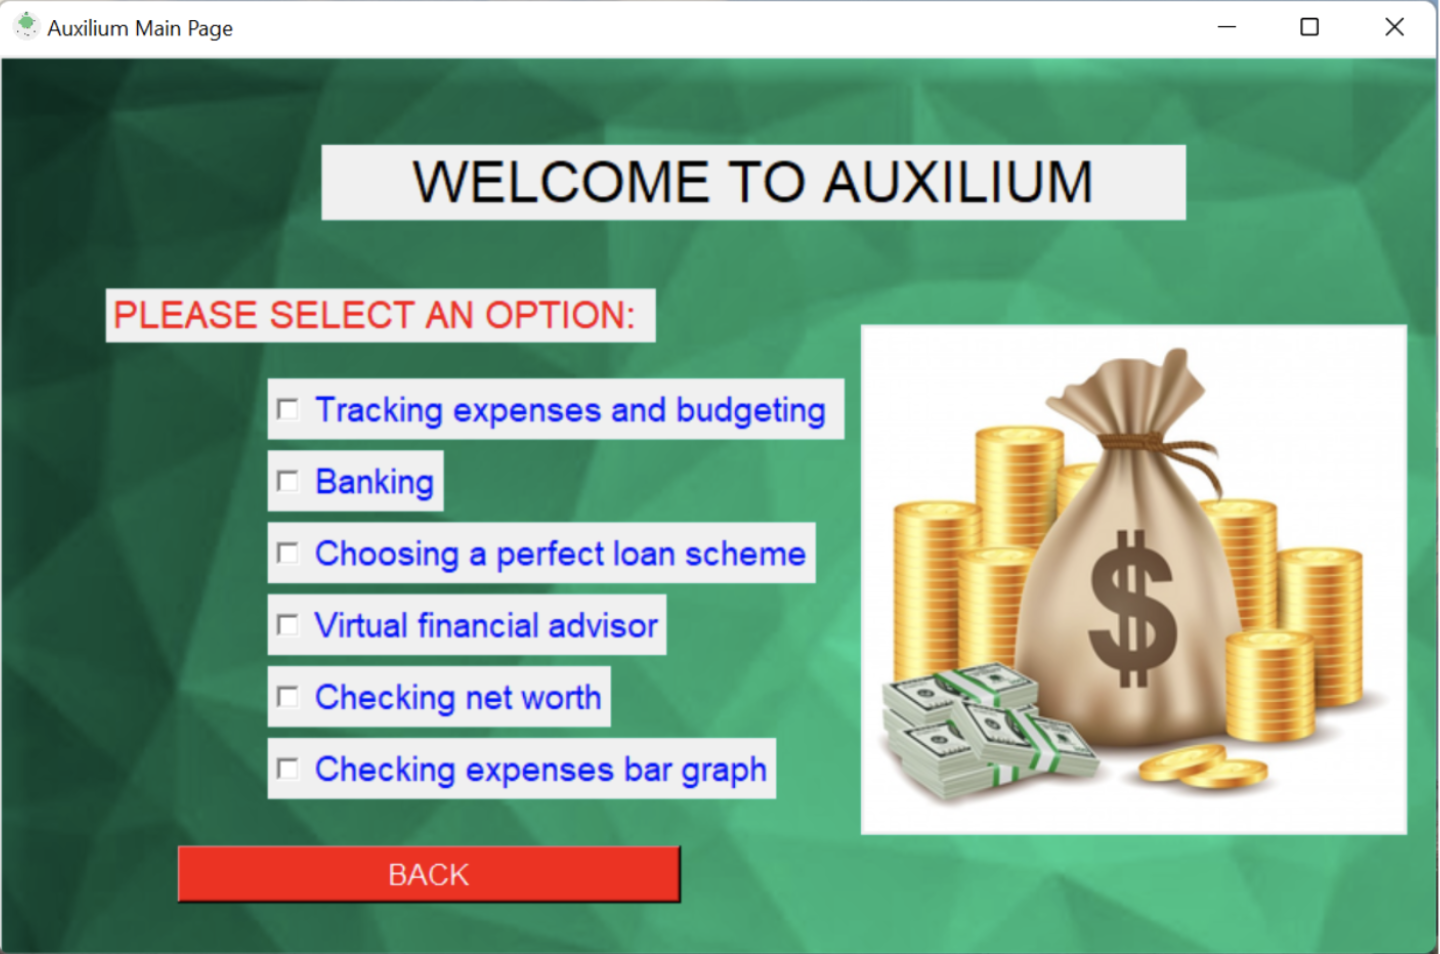 Auxilium Main Page
WELCOME TO AUXILIUM
PLEASE SELECT AN OPTION:
Tracking expenses and budgeting
Banking
Choosing a perfect loan scheme
Virtual financial advisor
Checking net worth
Checking expenses bar graph
$
BACK